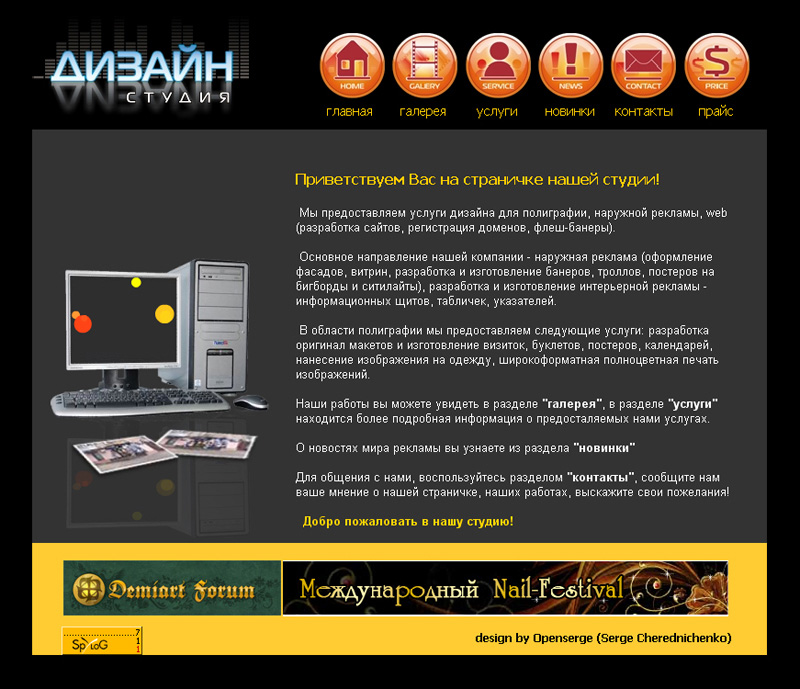 ДИЗАЙН
СТУДИЯ
HOME
GALERY
SERVICE
NEWS
CONTACT
PRICE
главная
галерея
услуги
новинки
контакты
прайс
Приветствуем Вас на страничке нашей студии!
Мы предоставляем услуги дизайна для полиграфии, наружной рекламы, web
(разработка сайтов, регистрация доменов, флеш-банеры).
Основное направление нашей компании - наружная реклама (оформление
фасадов, витрин, разработка и изготовление банеров, троллов, постеров на
бигборды и ситилайты), разработка и изготовление интерьерной рекламы -
информационных щитов, табличек, указателей.
В области полиграфии мы предоставляем следующие услуги: разработка
оригинал макетов и изготовление визиток, буклетов, постеров, календарей,
нанесение изображения на одежду, широкоформатная полноцветная печать
изображений.
Наши работы вы можете увидеть в разделе "галерея", в разделе "услуги"
находится более подробная информация о предосталяемых нами услугах.
О новостях мира рекламы вы узнаете из раздела "новинки"
Для общения с нами, воспользуйтесь разделом "контакты", сообщите нам
ваше мнение о нашей страничке, наших работах, выскажите свои пожелания!
Добро пожаловать в нашу студию!
Demiart Forum
Международный Nail-Festival
7
1
1
SpyLOG
design by Openserge (Serge Cherednichenko)